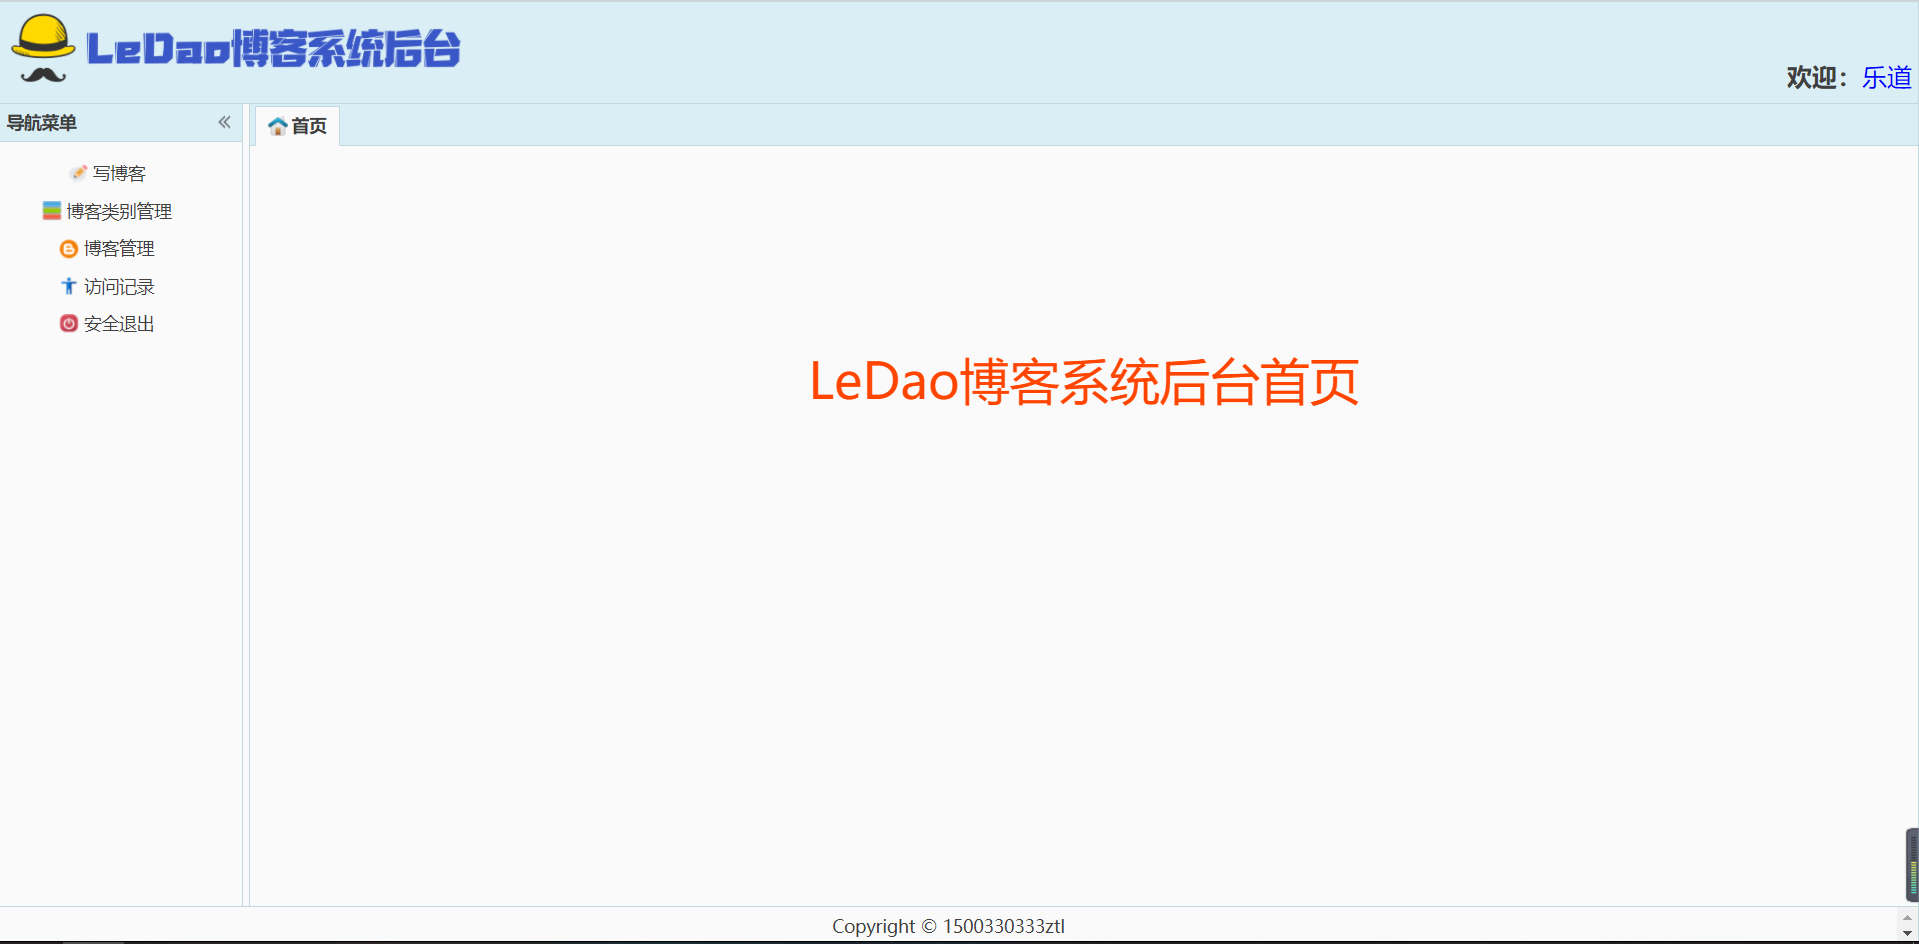 LeDao博客系统后台
欢迎：乐道
导航菜单
首页
写博客
博客类别管理
博客管理
访问记录
安全退出
LeDao博客系统后台首页
Copyright © 1500330333ztl